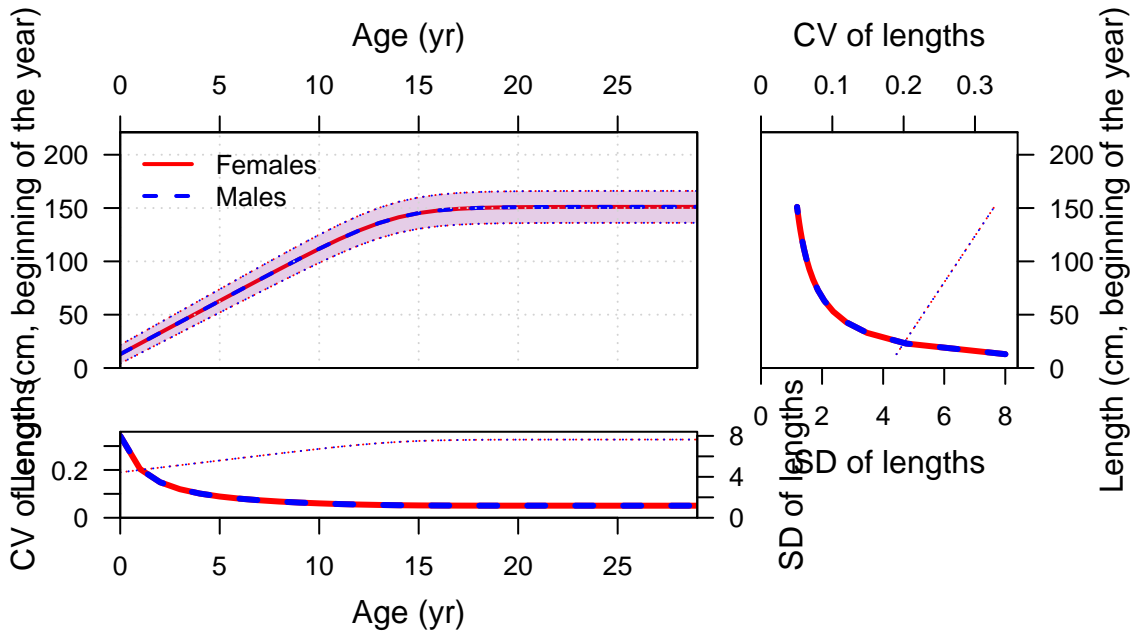 Age (yr)
CV of lengths
0 5 10 15 20 25
0 0.1 0.2 0.3
Length (cm, beginning of the year)
200
150
100
50
0
Females
Males
200
150
100
50
0
Length (cm, beginning of the year)
0 2 4 6 8
SD of lengths
CV of lengths
0.2
0
8
4
0
SD of lengths
0 5 10 15 20 25
Age (yr)